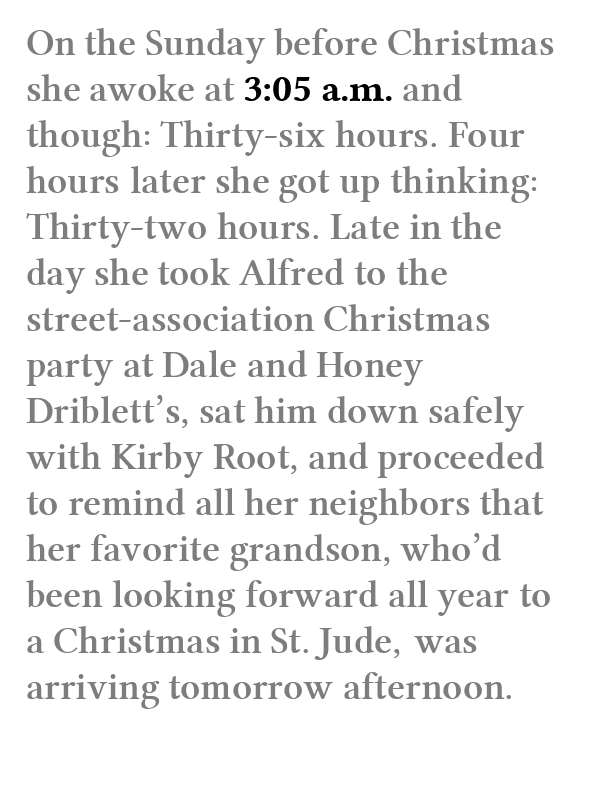 On the Sunday before Christmas
she awoke at 3:05 a.m. and
though: Thirty-six hours. Four
hours later she got up thinking:
Thirty-two hours. Late in the
day she took Alfred to the
street-association Christmas
party at Dale and Honey
Driblett’s, sat him down safely
with Kirby Root, and proceeded
to remind all her neighbors that
her favorite grandson, who’d
been looking forward all year to
a Christmas in St. Jude, was
arriving tomorrow afternoon.